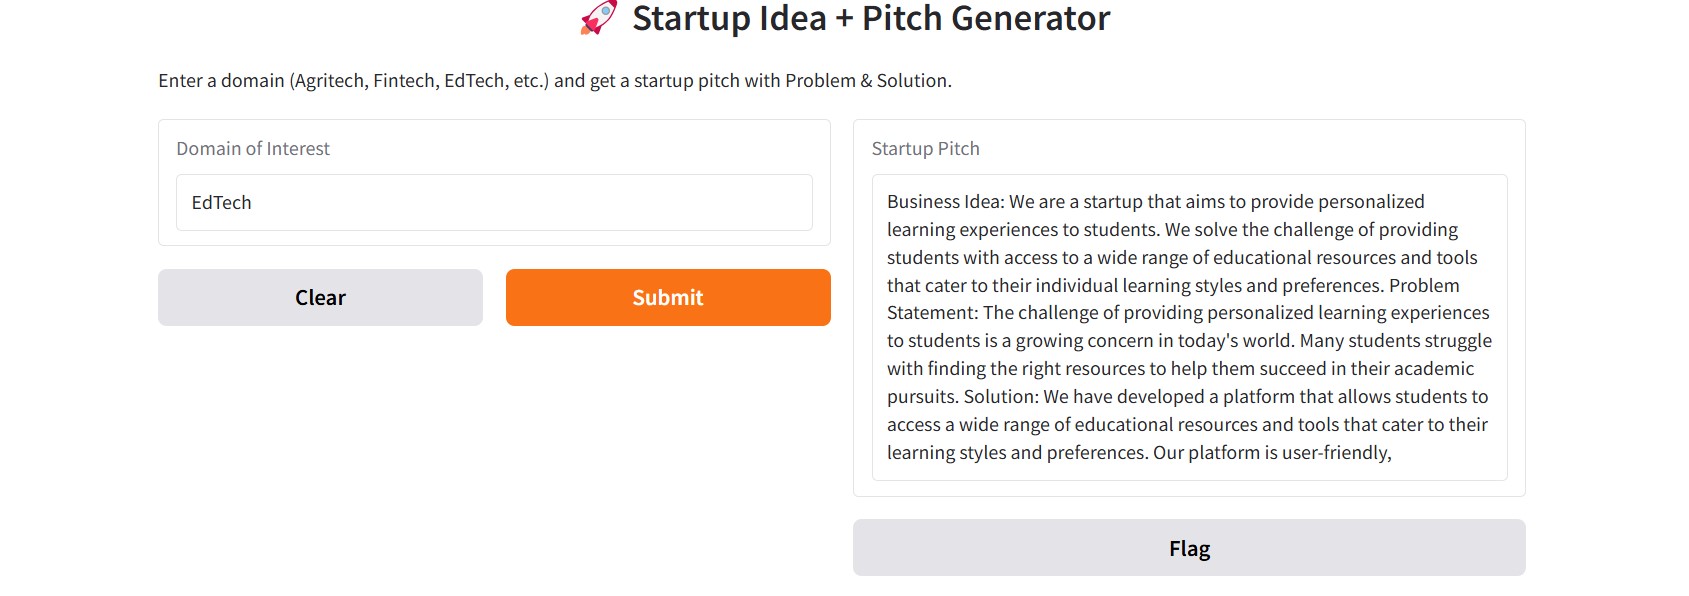 🚀 Startup Idea + Pitch Generator
Enter a domain (Agritech, Fintech, EdTech, etc.) and get a startup pitch with Problem & Solution.
Domain of Interest
EdTech
Clear
Submit
Startup Pitch
Business Idea: We are a startup that aims to provide personalized
learning experiences to students. We solve the challenge of providing
students with access to a wide range of educational resources and tools
that cater to their individual learning styles and preferences. Problem
Statement: The challenge of providing personalized learning experiences
to students is a growing concern in today's world. Many students struggle
with finding the right resources to help them succeed in their academic
pursuits. Solution: We have developed a platform that allows students to
access a wide range of educational resources and tools that cater to their
learning styles and preferences. Our platform is user-friendly,
Flag